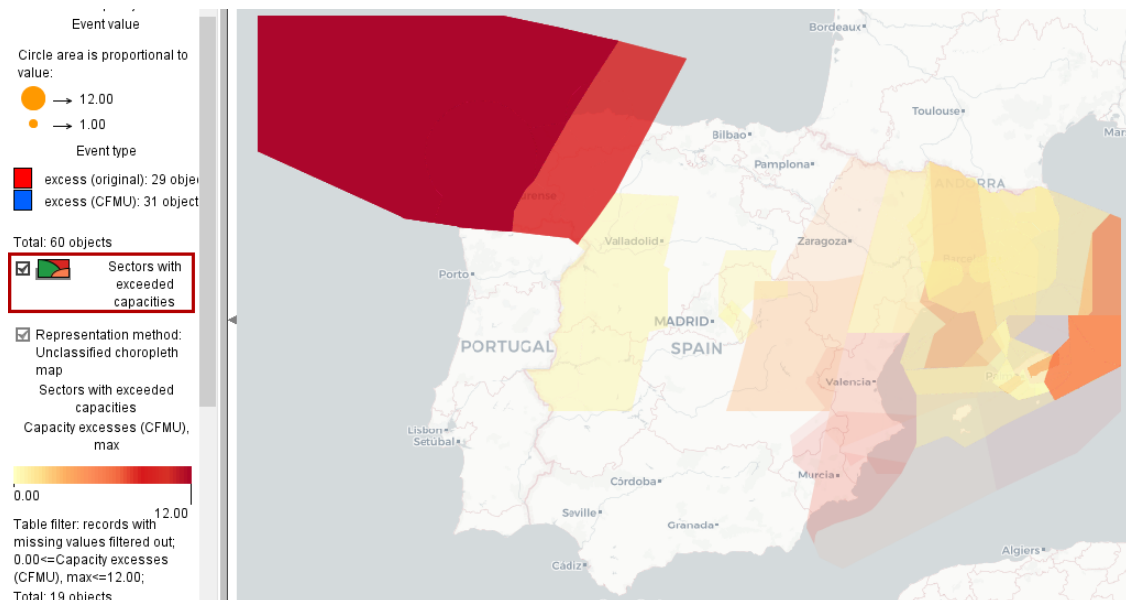 Event value
Circle area is proportional to
value:
12.00
1.00
Event type
excess (original): 29 obje
excess (CFMU): 31 object
Total: 60 objects
Sectors with
exceeded
capacities
Representation method:
Unclassified choropleth
map
Sectors with exceeded
capacities
Capacity excesses (CFMU),
max
0.00
12.00
Table filter: records with
missing values filtered out;
0.00<=Capacity excesses
(CFMU), max<=12.00;
Total: 19 objects
Bordeaux
Toulouse
Mar
Bilbao
Pamplona
ANDORRA
Valladolid
Zaragoza
Porto
MADRID
PORTUGAL
SPAIN
Valencia
Lisbon
Setúbal
Córdoba
Murcia
Seville
Granada
Cádiz
Algiers